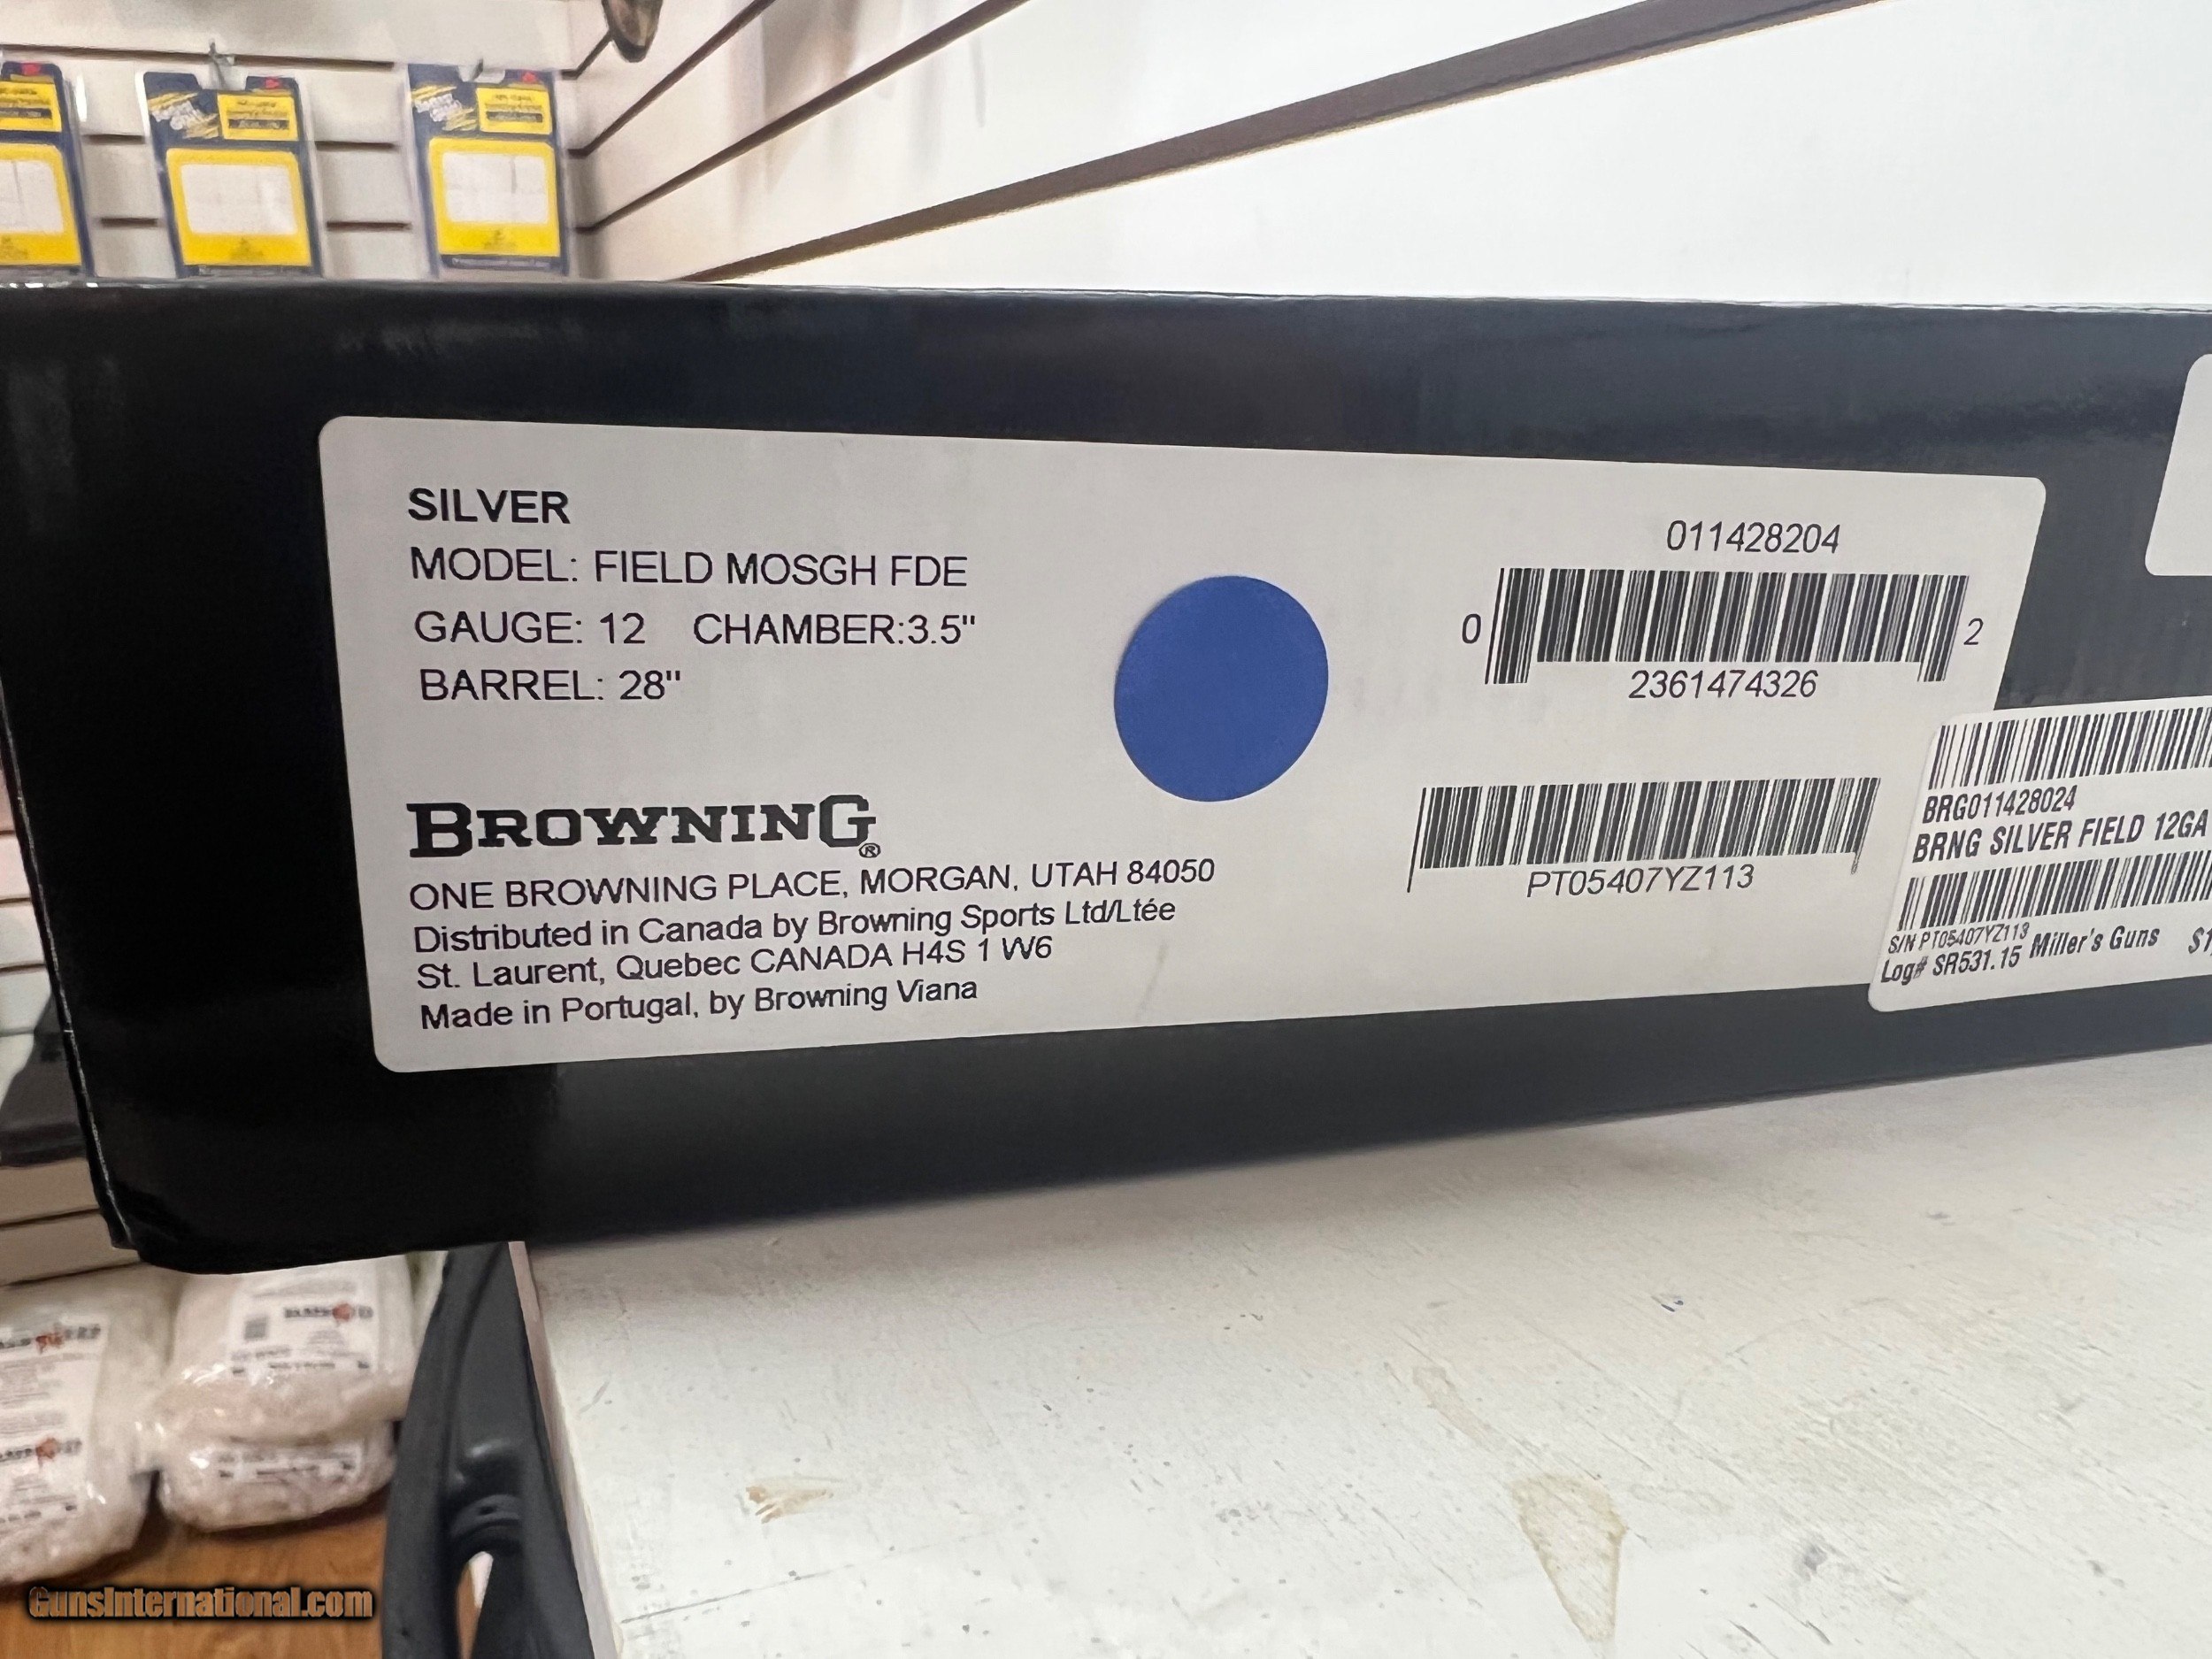 SILVER
MODEL: FIELD MOSGH FDE
GAUGE: 12 CHAMBER:3.5"
BARREL: 28"
BROWNING®
ONE BROWNING PLACE, MORGAN, UTAH 84050
Distributed in Canada by Browning Sports Ltd/Ltée
St. Laurent, Quebec CANADA H4S 1 W6
Made in Portugal, by Browning Viana
011428204
0 2
2361474326
PT05407YZ113
BRG011428024
BRNG SILVER FIELD 12GA
S/N PT05407YZ113
Log# SR531.15 Miller's Guns
GunsInternational.com